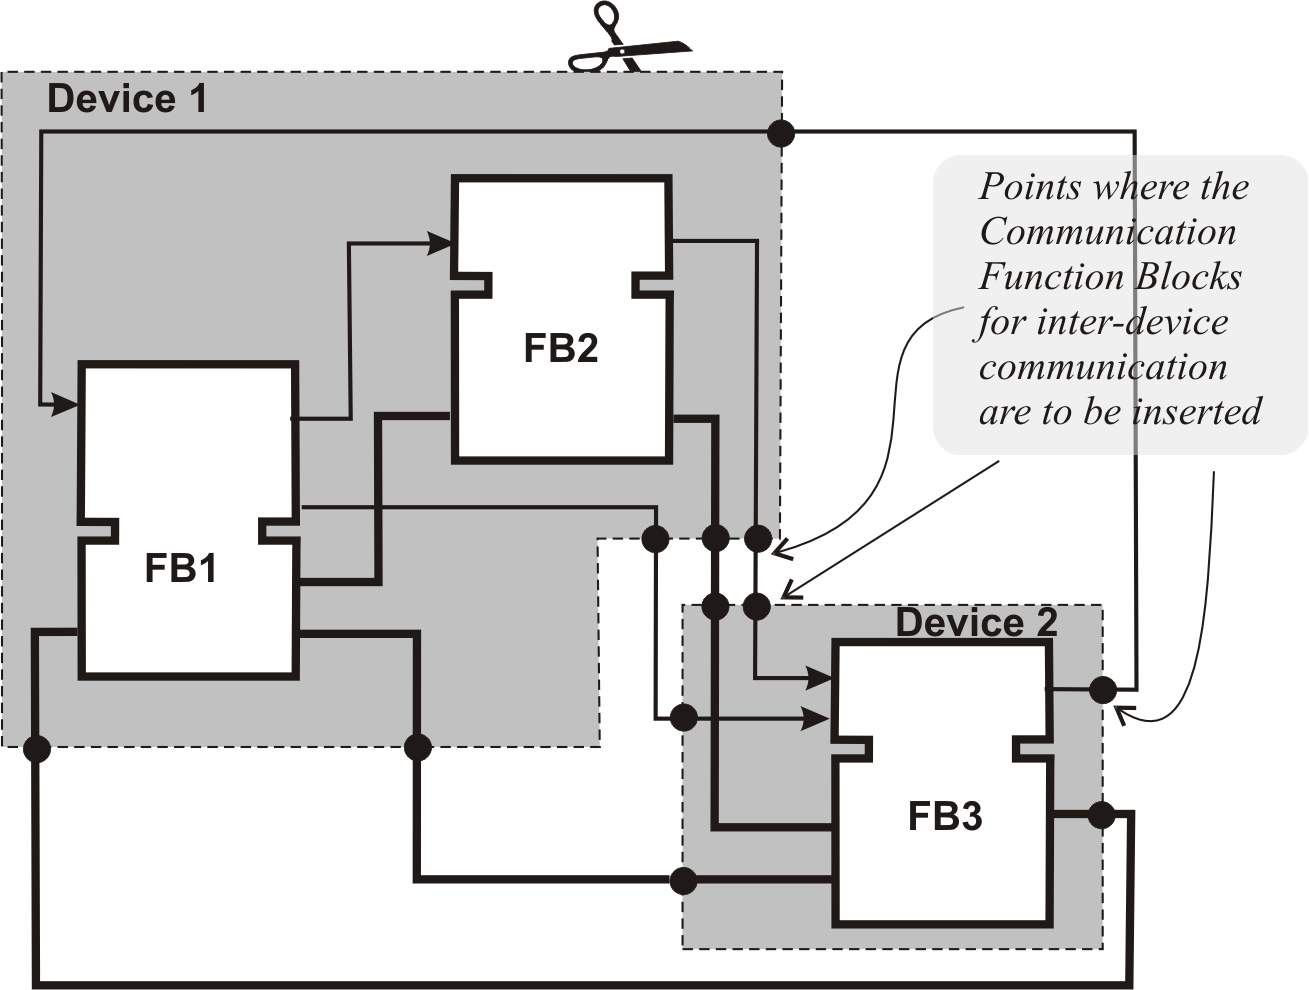 Device 1
Points where the
Communication
Function Blocks
for inter-device
communication
are to be inserted
FB2
FB1
Device 2
FB3